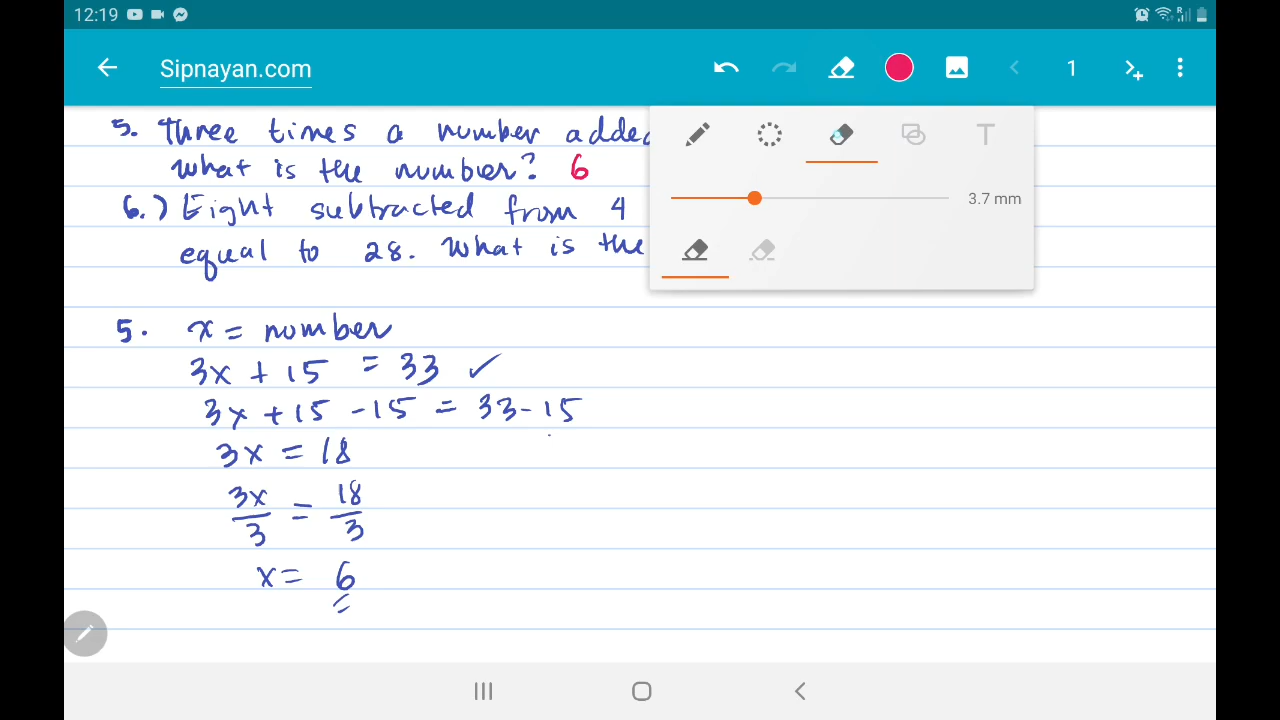 12:19
Sipnayan.com
1
5. Three times a number added
what is the number? 6
T
3.7 mm
6.) Eight subtracted from 4
equal to 28. What is the
5. x = number
3x + 15 = 33 ✓
3x + 15 - 15 = 33 - 15
3x = 18
3x/3 = 18/3
x = 6